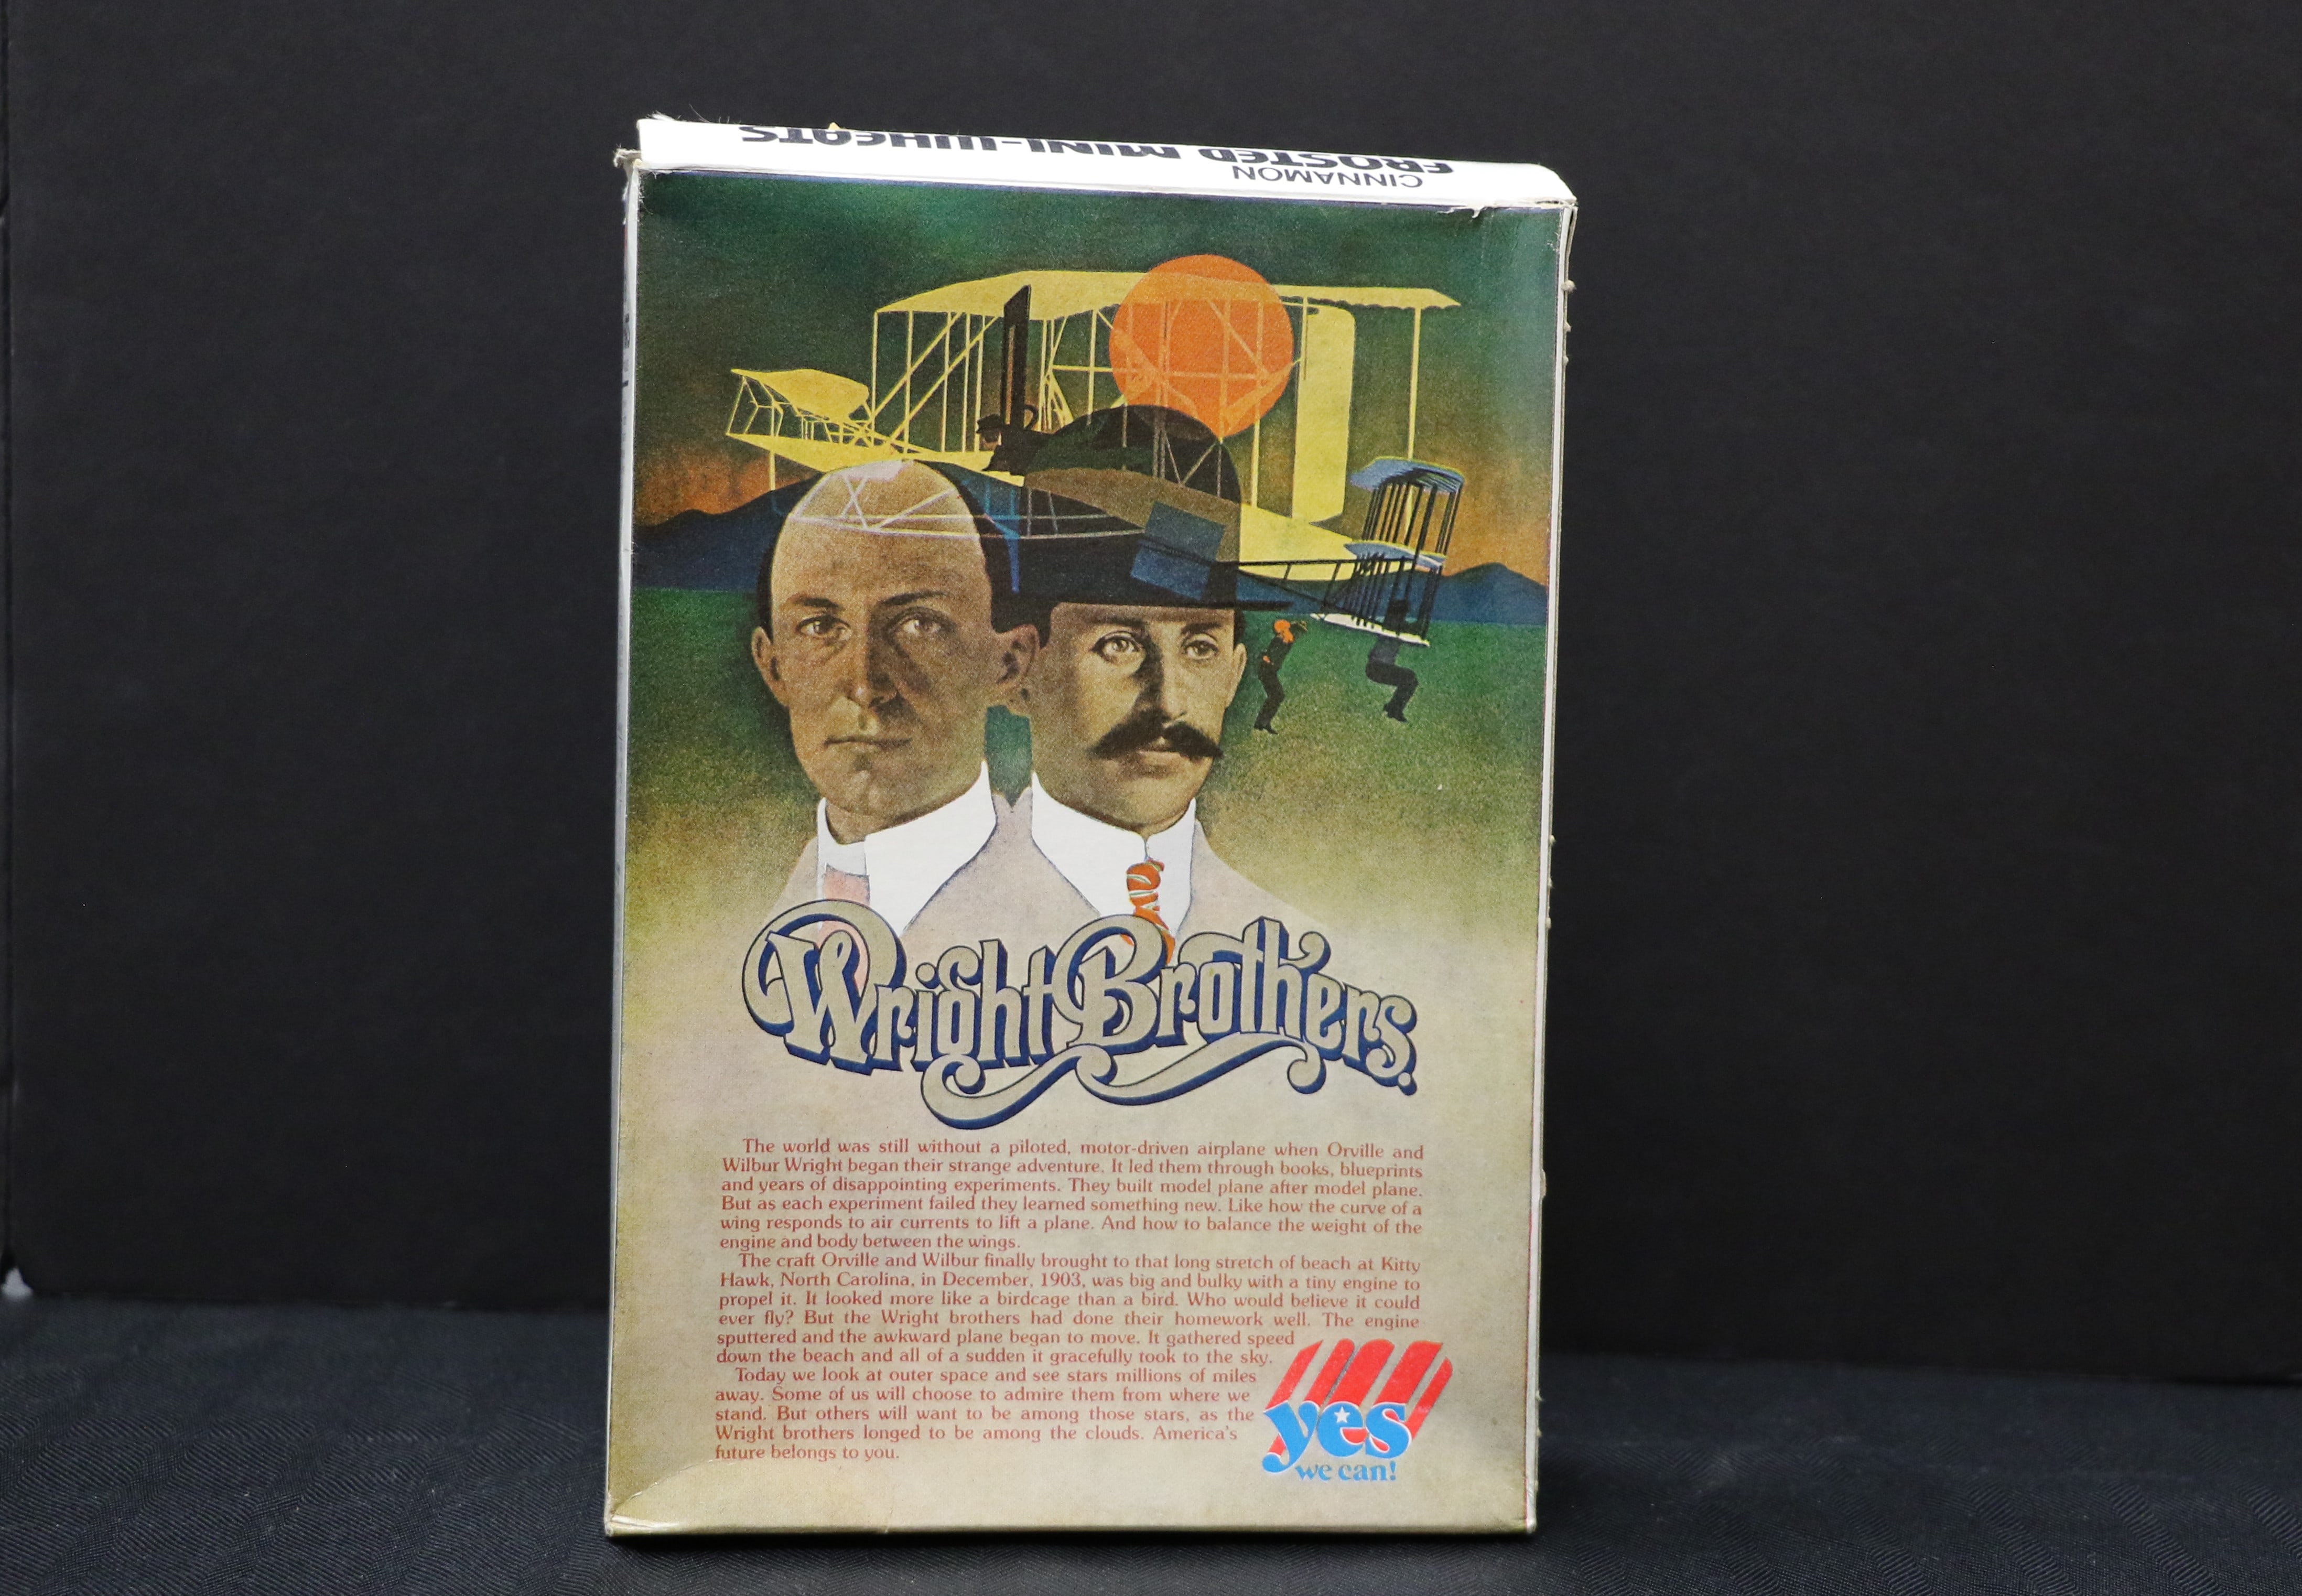 FROSTED MINI-WHEATS
CINNAMON
Wright Brothers.
The world was still without a piloted, motor-driven airplane when Orville and
Wilbur Wright began their strange adventure. It led them through books, blueprints
and years of disappointing experiments. They built model plane after model plane.
But as each experiment failed they learned something new. Like how the curve of a
wing responds to air currents to lift a plane. And how to balance the weight of the
engine and body between the wings.
The craft Orville and Wilbur finally brought to that long stretch of beach at Kitty
Hawk, North Carolina, in December, 1903, was big and bulky with a tiny engine to
propel it. It looked more like a birdcage than a bird. Who would believe it could
ever fly? But the Wright brothers had done their homework well. The engine
sputtered and the awkward plane began to move. It gathered speed
down the beach and all of a sudden it gracefully took to the sky.
Today we look at outer space and see stars millions of miles
away. Some of us will choose to admire them from where we
stand. But others will want to be among those stars, as the
Wright brothers longed to be among the clouds. America's
future belongs to you.
yes
we can!